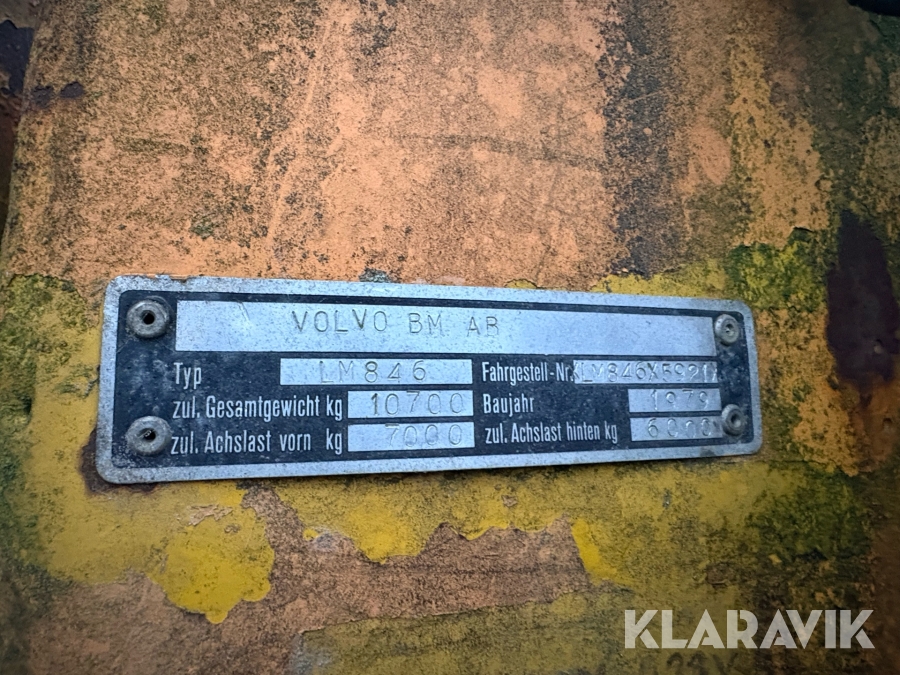 VOLVO BM AB
Typ LM846 Fahrgestell-Nr.
zul. Gesamtgewicht kg 10700 Baujahr 1979
zul. Achslast vorn kg 7000 zul. Achslast hinten kg 6000
KLARAVIK